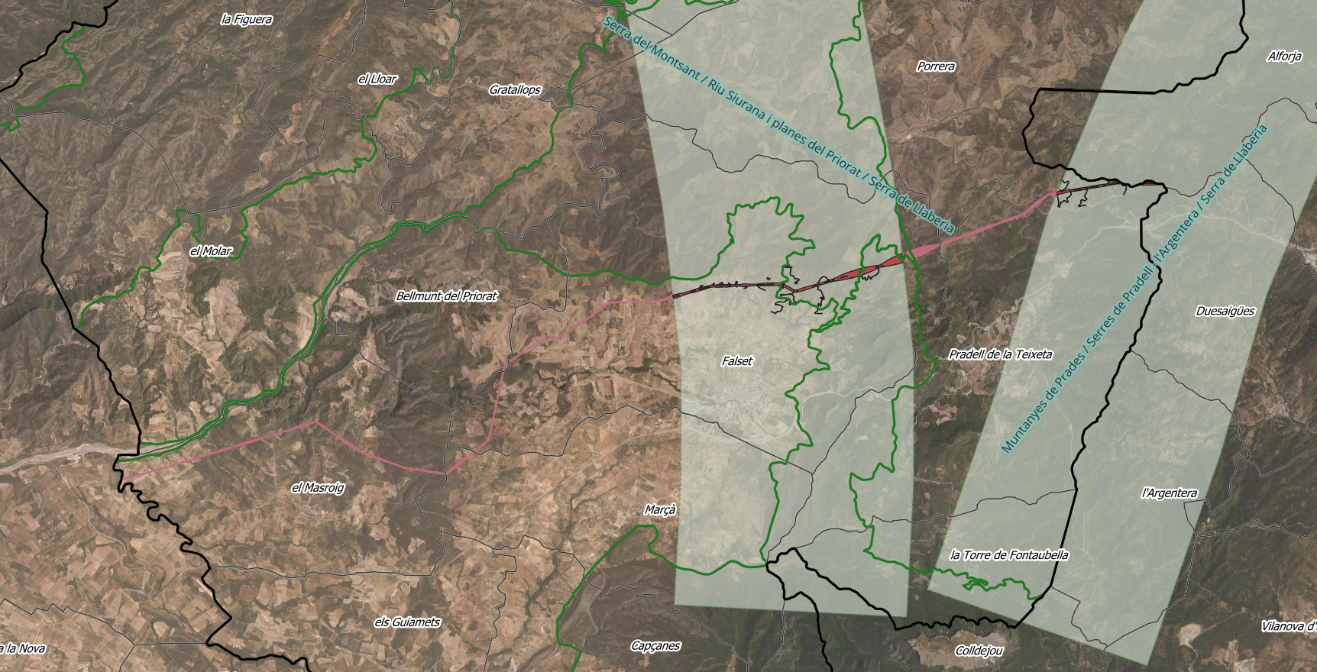 la Figuera
Alforja
Porrera
el Lloar
Gratallops
Serra del Montsant / Riu Siurana i planes del Priorat / Serra de Llaberia
Muntanyes de Prades / Serres de Pradell - l'Argentera / Serra de Llaberia
el Molar
Bellmunt del Priorat
Duesaigües
Falset
Pradell de la Teixeta
el Masroig
l'Argentera
Marçà
la Torre de Fontaubella
els Guiamets
Vilanova d'
Capçanes
Colldejou
a la Nova